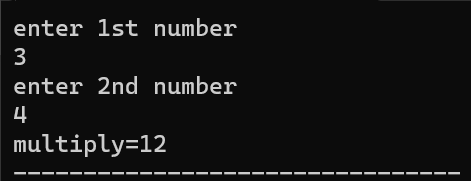 enter 1st number
3
enter 2nd number
4
multiply=12
--------------------------------